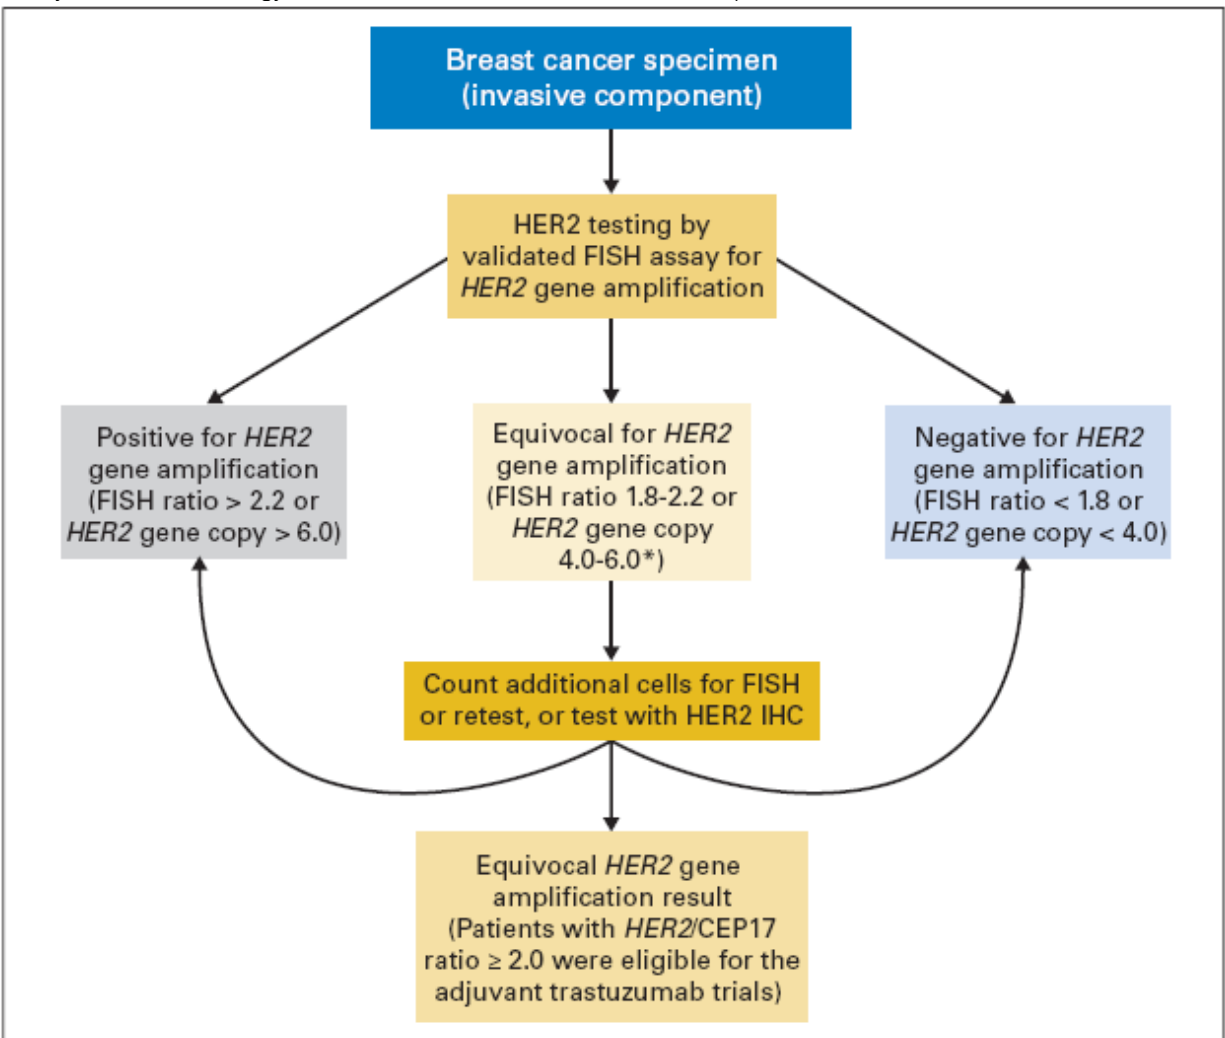 Breast cancer specimen
(invasive component)
HER2 testing by
validated FISH assay for
HER2 gene amplification
Positive for HER2
gene amplification
(FISH ratio > 2.2 or
HER2 gene copy > 6.0)
Equivocal for HER2
gene amplification
(FISH ratio 1.8-2.2 or
HER2 gene copy
4.0-6.0*)
Negative for HER2
gene amplification
(FISH ratio < 1.8 or
HER2 gene copy < 4.0)
Count additional cells for FISH
or retest, or test with HER2 IHC
Equivocal HER2 gene
amplification result
(Patients with HER2/CEP17
ratio ≥ 2.0 were eligible for the
adjuvant trastuzumab trials)